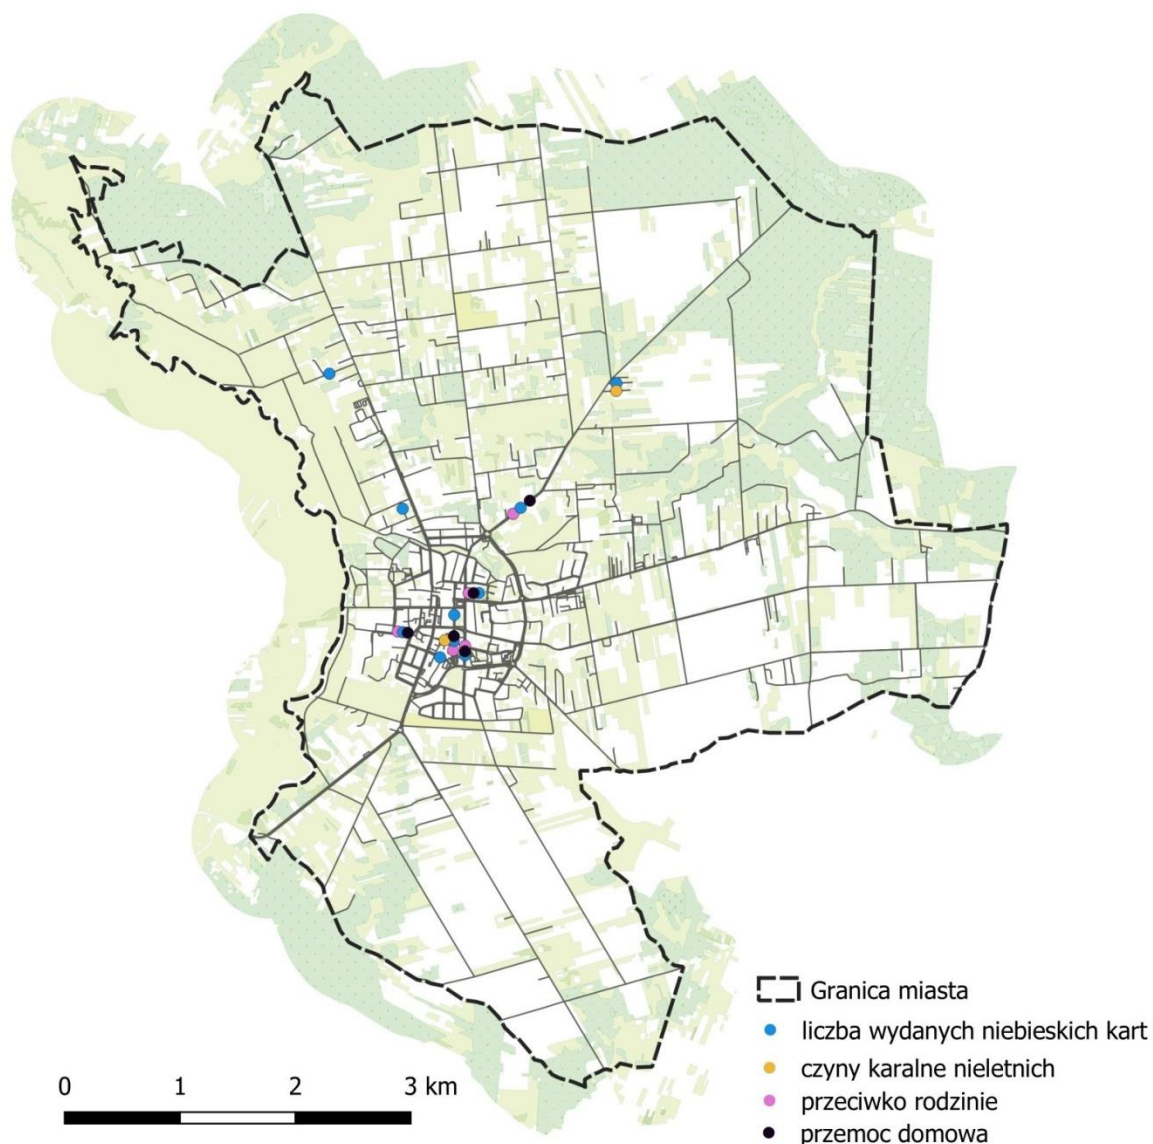 Granica miasta
liczba wydanych niebieskich kart
czyny karalne nieletnich
przeciwko rodzinie
przemoc domowa
0 1 2 3 km